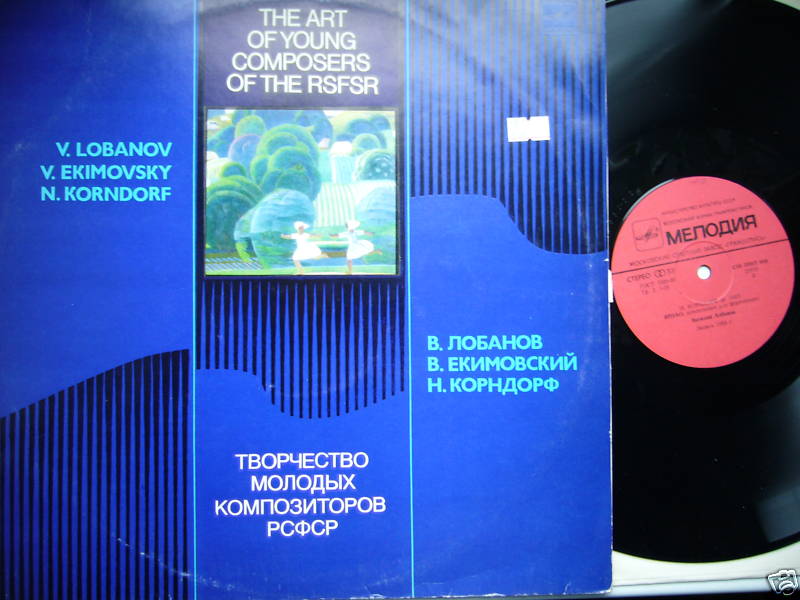 THE ART
OF YOUNG
COMPOSERS
OF THE RSFSR
V. LOBANOV
V. EKIMOVSKY
N. KORNDORF
В. ЛОБАНОВ
В. ЕКИМОВСКИЙ
Н. КОРНДОРФ
ТВОРЧЕСТВО
МОЛОДЫХ
КОМПОЗИТОРОВ
РСФСР
МЕЛОДИЯ
СТЕРЕО